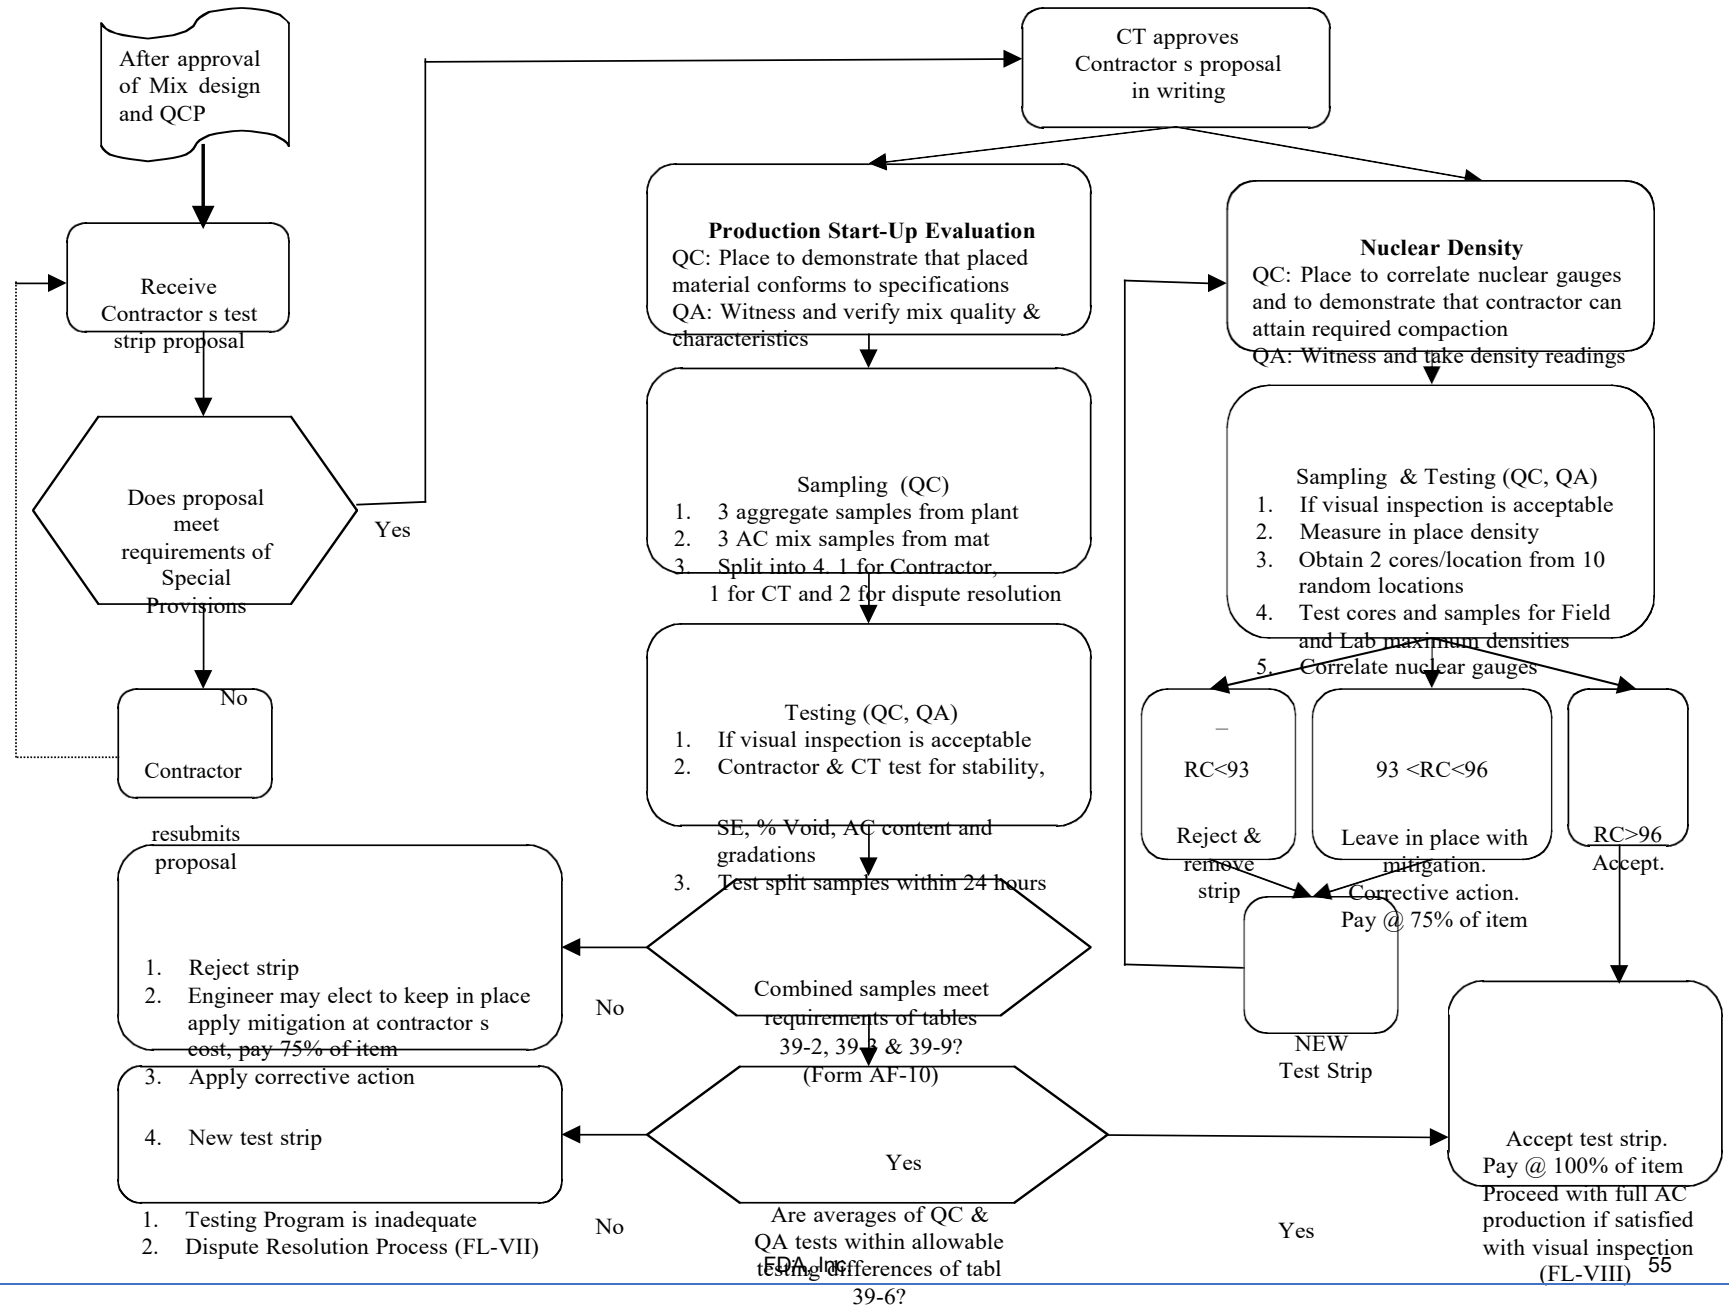 After approval
of Mix design
and QCP
Receive
Contractor s test
strip proposal
Does proposal
meet
requirements of
Special
Provisions
Yes
No
Contractor
resubmits
proposal
CT approves
Contractor s proposal
in writing
Production Start-Up Evaluation
QC: Place to demonstrate that placed
material conforms to specifications
QA: Witness and verify mix quality &
characteristics
Sampling (QC)
1. 3 aggregate samples from plant
2. 3 AC mix samples from mat
3. Split into 4. 1 for Contractor,
1 for CT and 2 for dispute resolution
Testing (QC, QA)
1. If visual inspection is acceptable
2. Contractor & CT test for stability,
SE, % Void, AC content and
gradations
3. Test split samples within 24 hours
Combined samples meet
requirements of tables
39-2, 39-3 & 39-9?
(Form AF-10)
No
1. Reject strip
2. Engineer may elect to keep in place
apply mitigation at contractor s
cost, pay 75% of item
3. Apply corrective action
4. New test strip
Yes
Are averages of QC &
QA tests within allowable
testing differences of tabl
39-6?
No
1. Testing Program is inadequate
2. Dispute Resolution Process (FL-VII)
Yes
Nuclear Density
QC: Place to correlate nuclear gauges
and to demonstrate that contractor can
attain required compaction
QA: Witness and take density readings
Sampling & Testing (QC, QA)
1. If visual inspection is acceptable
2. Measure in place density
3. Obtain 2 cores/location from 10
random locations
4. Test cores and samples for Field
and Lab maximum densities
5. Correlate nuclear gauges
_
RC<93
Reject &
remove
strip
93 <RC<96
Leave in place with
mitigation.
Corrective action.
Pay @ 75% of item
RC>96
Accept.
NEW
Test Strip
Accept test strip.
Pay @ 100% of item
Proceed with full AC
production if satisfied
with visual inspection
(FL-VIII)
EDA, Inc
55